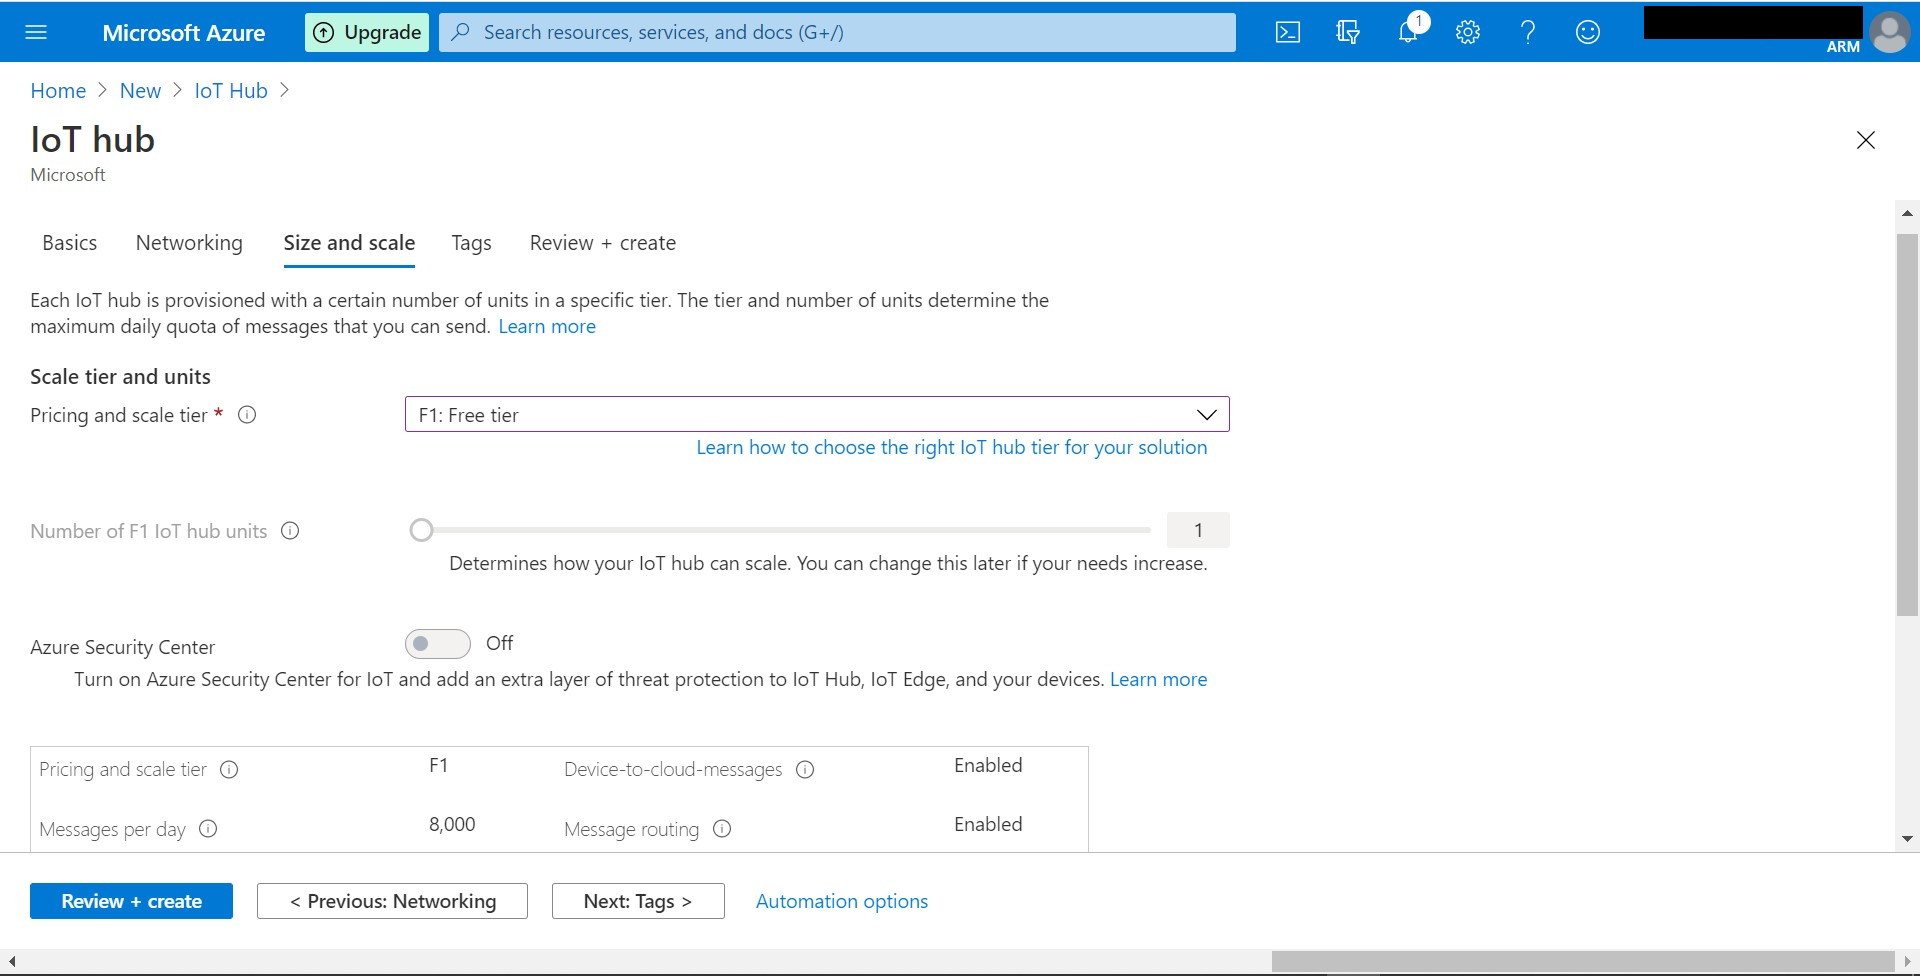 Microsoft Azure
Upgrade
Search resources, services, and docs (G+/)
1
ARM
Home > New > IoT Hub >
IoT hub
Microsoft
Basics
Networking
Size and scale
Tags
Review + create
Each IoT hub is provisioned with a certain number of units in a specific tier. The tier and number of units determine the
maximum daily quota of messages that you can send. Learn more
Scale tier and units
Pricing and scale tier *
F1: Free tier
Learn how to choose the right IoT hub tier for your solution
Number of F1 IoT hub units
1
Determines how your IoT hub can scale. You can change this later if your needs increase.
Azure Security Center
Off
Turn on Azure Security Center for IoT and add an extra layer of threat protection to IoT Hub, IoT Edge, and your devices. Learn more
Pricing and scale tier
F1
Device-to-cloud-messages
Enabled
Messages per day
8,000
Message routing
Enabled
Review + create
< Previous: Networking
Next: Tags >
Automation options